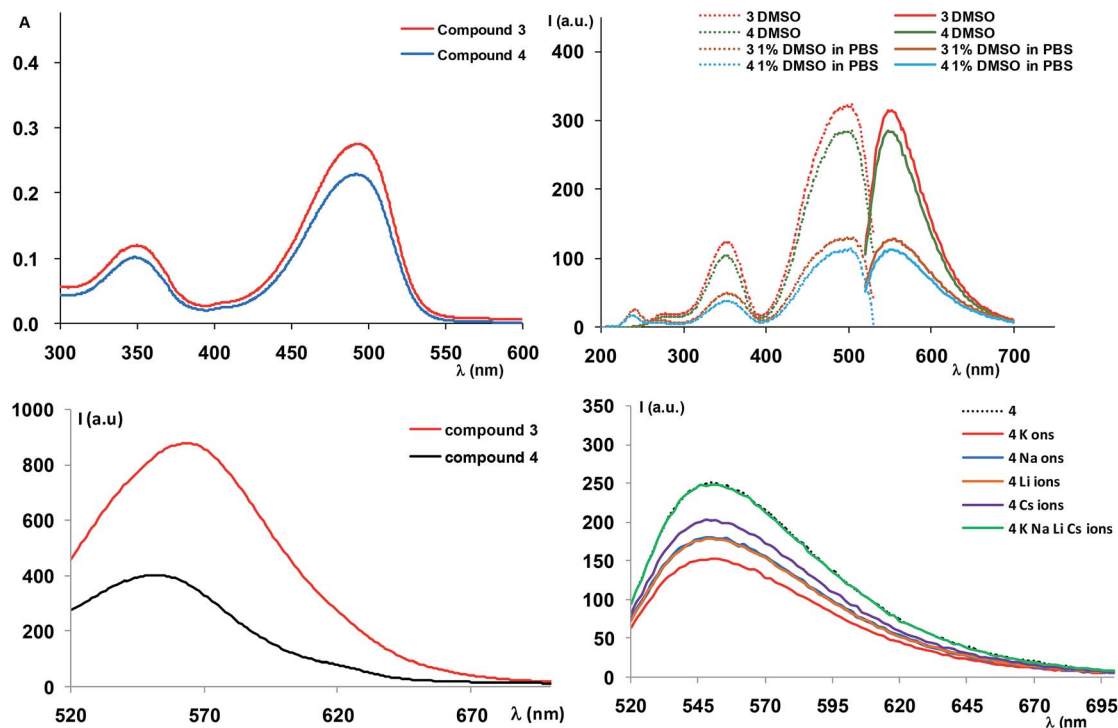 A
Compound 3
Compound 4
0.4
0.3
0.2
0.1
0.0
300 350 400 450 500 550 600
λ (nm)
I (a.u.)
3 DMSO 3 DMSO
4 DMSO 4 DMSO
3 1% DMSO in PBS 3 1% DMSO in PBS
4 1% DMSO in PBS 4 1% DMSO in PBS
400
300
200
100
0
200 300 400 500 600 700
λ (nm)
1000
I (a.u)
compound 3
compound 4
800
600
400
200
0
520 570 620 670 λ (nm)
350
I (a.u.)
4
4 K ons
4 Na ons
4 Li ions
4 Cs ions
4 K Na Li Cs ions
300
250
200
150
100
50
0
520 545 570 595 620 645 670 695
λ (nm)